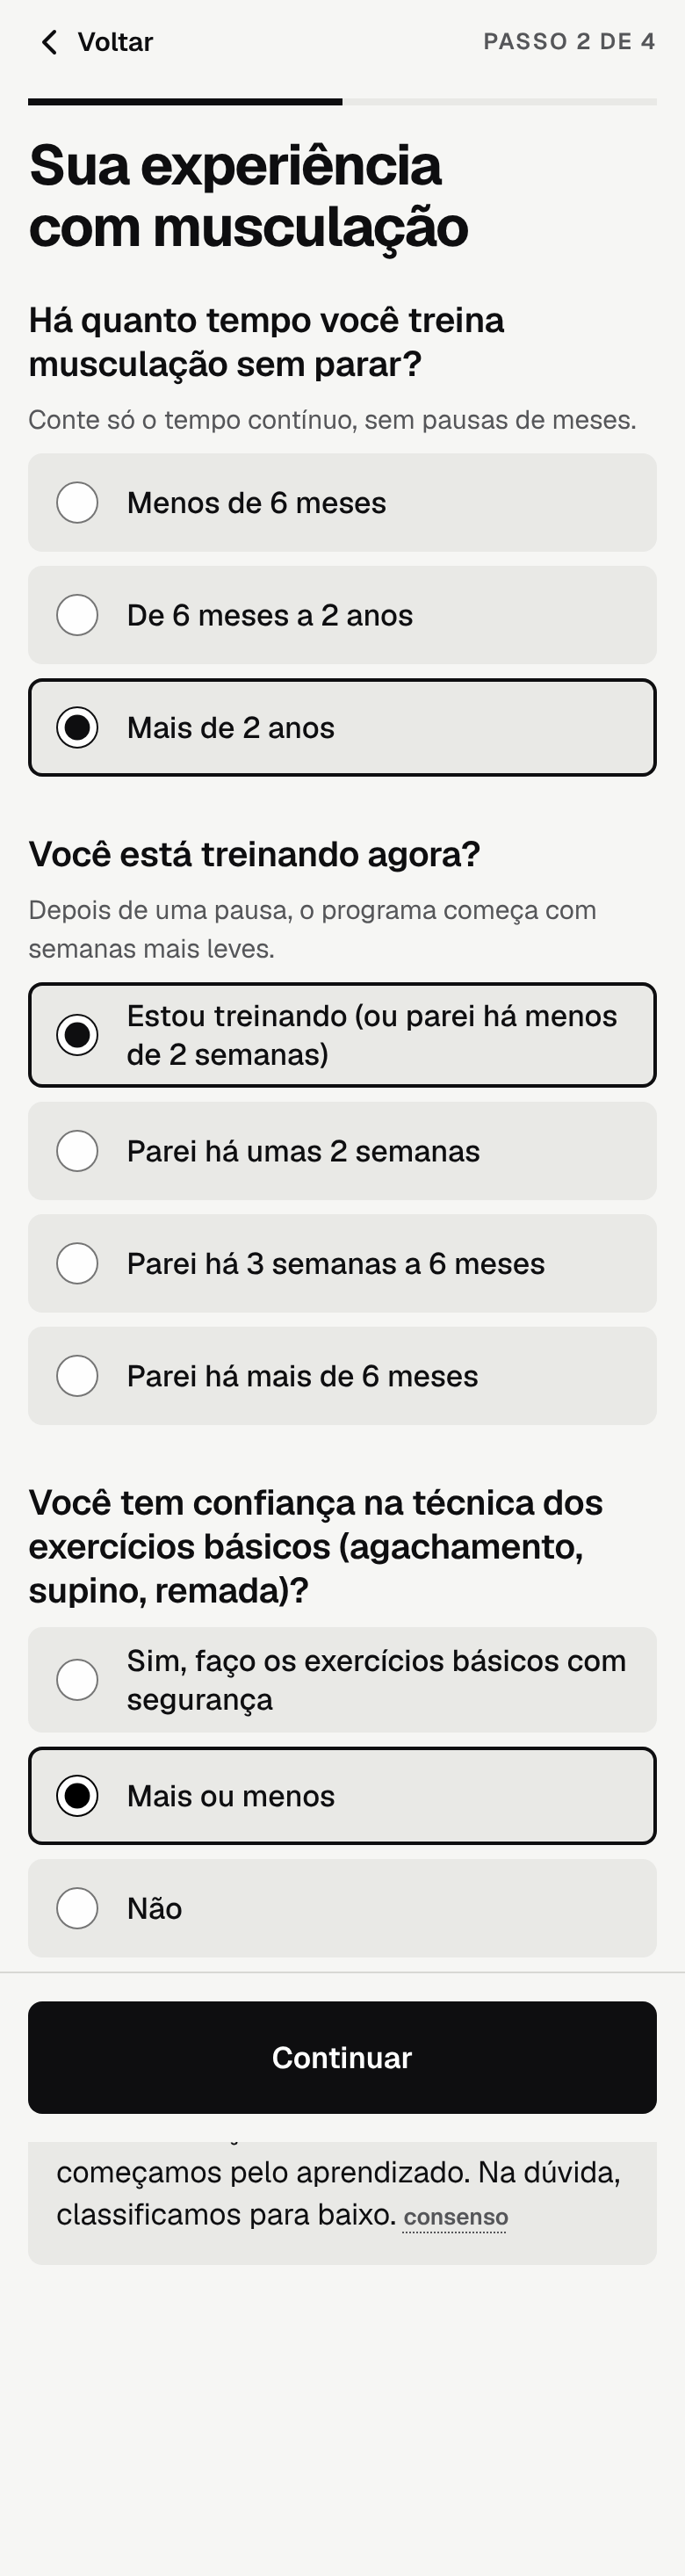 Voltar
PASSO 2 DE 4
Sua experiência
com musculação
Há quanto tempo você treina
musculação sem parar?
Conte só o tempo contínuo, sem pausas de meses.
Menos de 6 meses
De 6 meses a 2 anos
Mais de 2 anos
Você está treinando agora?
Depois de uma pausa, o programa começa com
semanas mais leves.
Estou treinando (ou parei há menos
de 2 semanas)
Parei há umas 2 semanas
Parei há 3 semanas a 6 meses
Parei há mais de 6 meses
Você tem confiança na técnica dos
exercícios básicos (agachamento,
supino, remada)?
Sim, faço os exercícios básicos com
segurança
Mais ou menos
Não
Continuar
começamos pelo aprendizado. Na dúvida,
classificamos para baixo. consenso